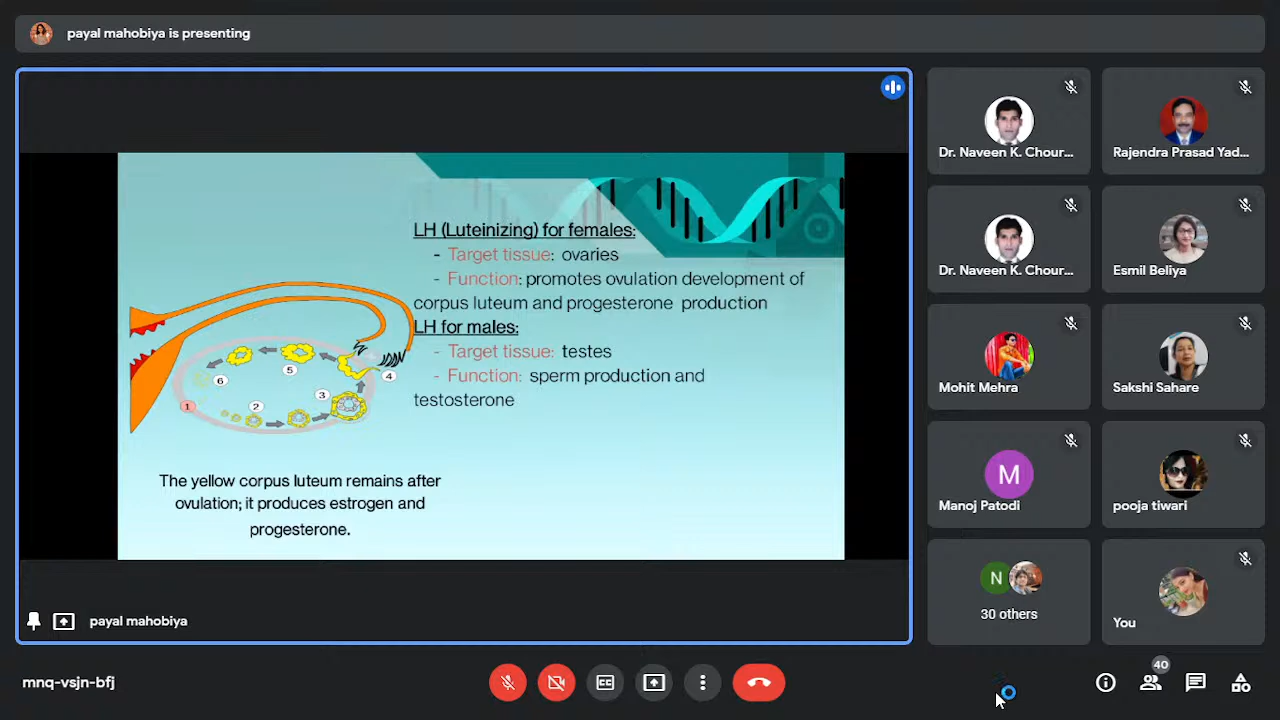 payal mahobiya is presenting
LH (Luteinizing) for females:
- Target tissue: ovaries
- Function: promotes ovulation development of
corpus luteum and progesterone production
LH for males:
- Target tissue: testes
- Function: sperm production and
testosterone
6
5
4
3
1
2
The yellow corpus luteum remains after
ovulation; it produces estrogen and
progesterone.
payal mahobiya
Dr. Naveen K. Chour...
Rajendra Prasad Yad...
Dr. Naveen K. Chour...
Esmil Beliya
Mohit Mehra
Sakshi Sahare
M
Manoj Patodi
pooja tiwari
N
30 others
You
mnq-vsjn-bfj
CC
40